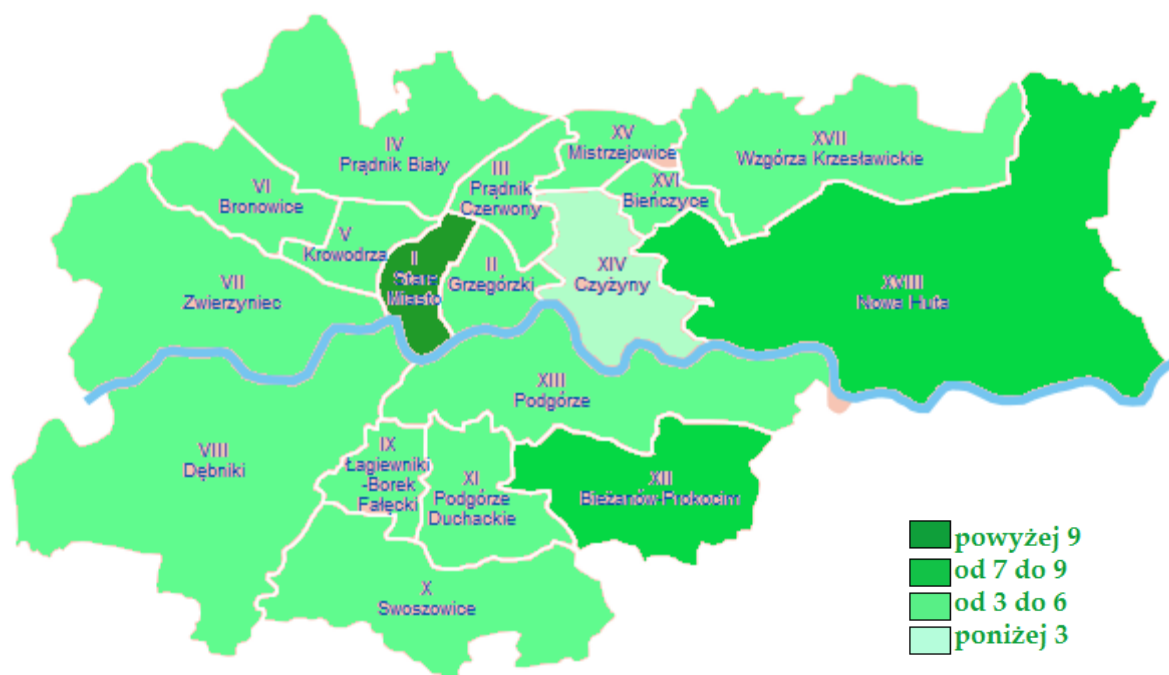 IV
Prądnik Biały
XV
Mistrzejowice
XVII
Wzgórza Krzesławickie
III
Prądnik
Czerwony
XVI
Bieńczyce
VI
Bronowice
V
Krowodrza
I
Stare
Miasto
II
Grzegórzki
XIV
Czyżyny
VII
Zwierzyniec
XVIII
Nowa Huta
XIII
Podgórze
VIII
Dębniki
IX
Łagiewniki
-Borek
Fałęcki
XI
Podgórze
Duchackie
XII
Bieżanów-Prokocim
X
Swoszowice
powyżej 9
od 7 do 9
od 3 do 6
poniżej 3